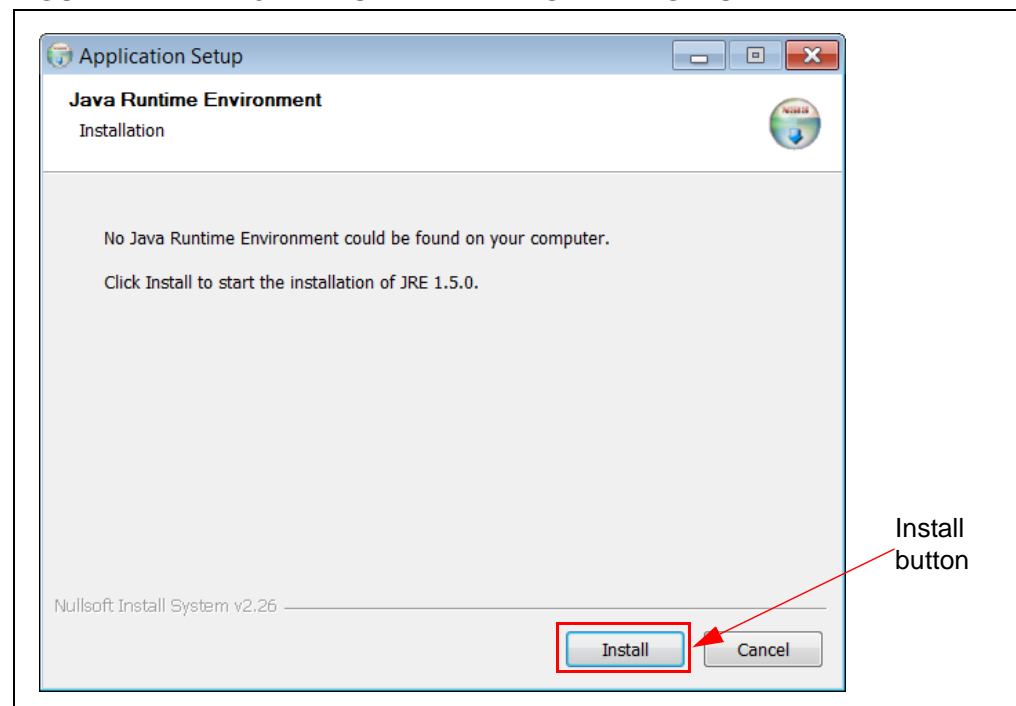 Application Setup
Java Runtime Environment
Installation
No Java Runtime Environment could be found on your computer.
Click Install to start the installation of JRE 1.5.0.
Install
button
Nullsoft Install System v2.26
Install
Cancel